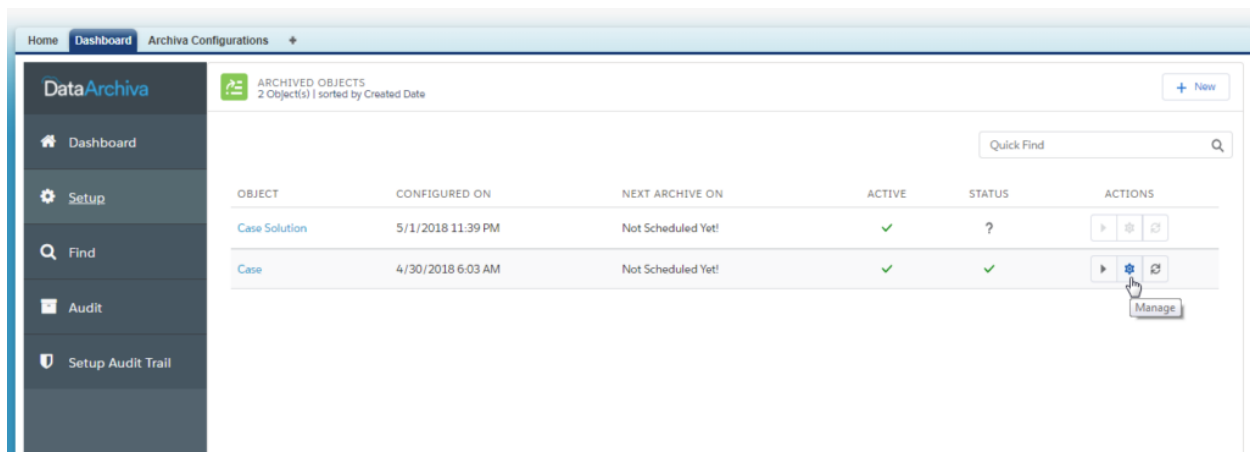 Home Dashboard Archiva Configurations +
DataArchiva
Dashboard
Setup
Find
Audit
Setup Audit Trail
ARCHIVED OBJECTS
2 Object(s) | sorted by Created Date
+ New
Quick Find
OBJECT CONFIGURED ON NEXT ARCHIVE ON ACTIVE STATUS ACTIONS
Case Solution 5/1/2018 11:39 PM Not Scheduled Yet! ?
Case 4/30/2018 6:03 AM Not Scheduled Yet!
Manage